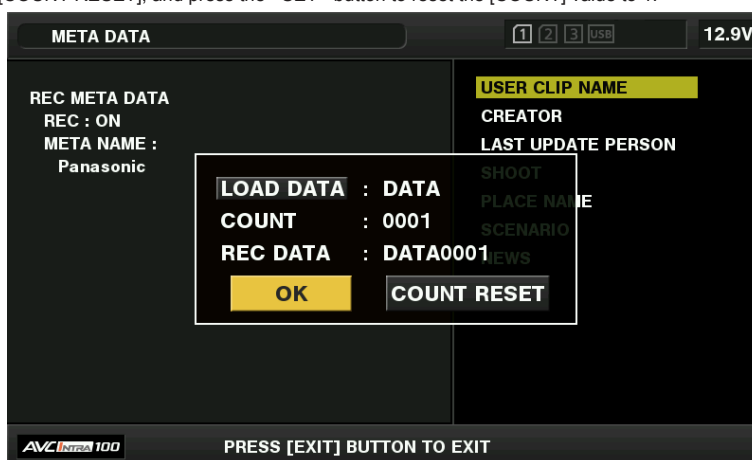 [COUNT RESET], and press the "SET" button to reset the [COUNT] value to 1.
META DATA
1 2 3 USB
12.9V
REC META DATA
REC : ON
META NAME :
Panasonic
USER CLIP NAME
CREATOR
LAST UPDATE PERSON
SHOOT
PLACE NAME
SCENARIO
NEWS
LOAD DATA : DATA
COUNT : 0001
REC DATA : DATA0001
OK
COUNT RESET
AVC INTRA 100
PRESS [EXIT] BUTTON TO EXIT